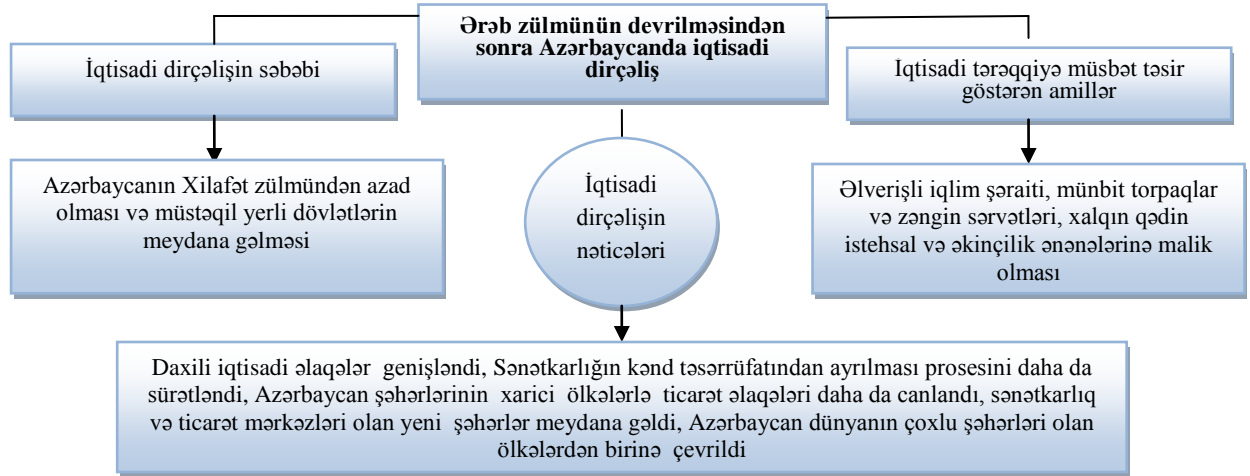 Ərəb zülmünün devrilməsindən
sonra Azərbaycanda iqtisadi
dirçəliş
İqtisadi dirçəlişin səbəbi
Iqtisadi tərəqqiyə müsbət təsir
göstərən amillər
Azərbaycanın Xilafət zülmündən azad
olması və müstəqil yerli dövlətlərin
meydana gəlməsi
İqtisadi
dirçəlişin
nəticələri
Əlverişli iqlim şəraiti, münbit torpaqlar
və zəngin sərvətləri, xalqın qədin
istehsal və əkinçilik ənənələrinə malik
olması
Daxili iqtisadi əlaqələr genişləndi, Sənətkarlığın kənd təsərrüfatından ayrılması prosesini daha da
sürətləndi, Azərbaycan şəhərlərinin xarici ölkələrlə ticarət əlaqələri daha da canlandı, sənətkarlıq
və ticarət mərkəzləri olan yeni şəhərlər meydana gəldi, Azərbaycan dünyanın çoxlu şəhərləri olan
ölkələrdən birinə çevrildi